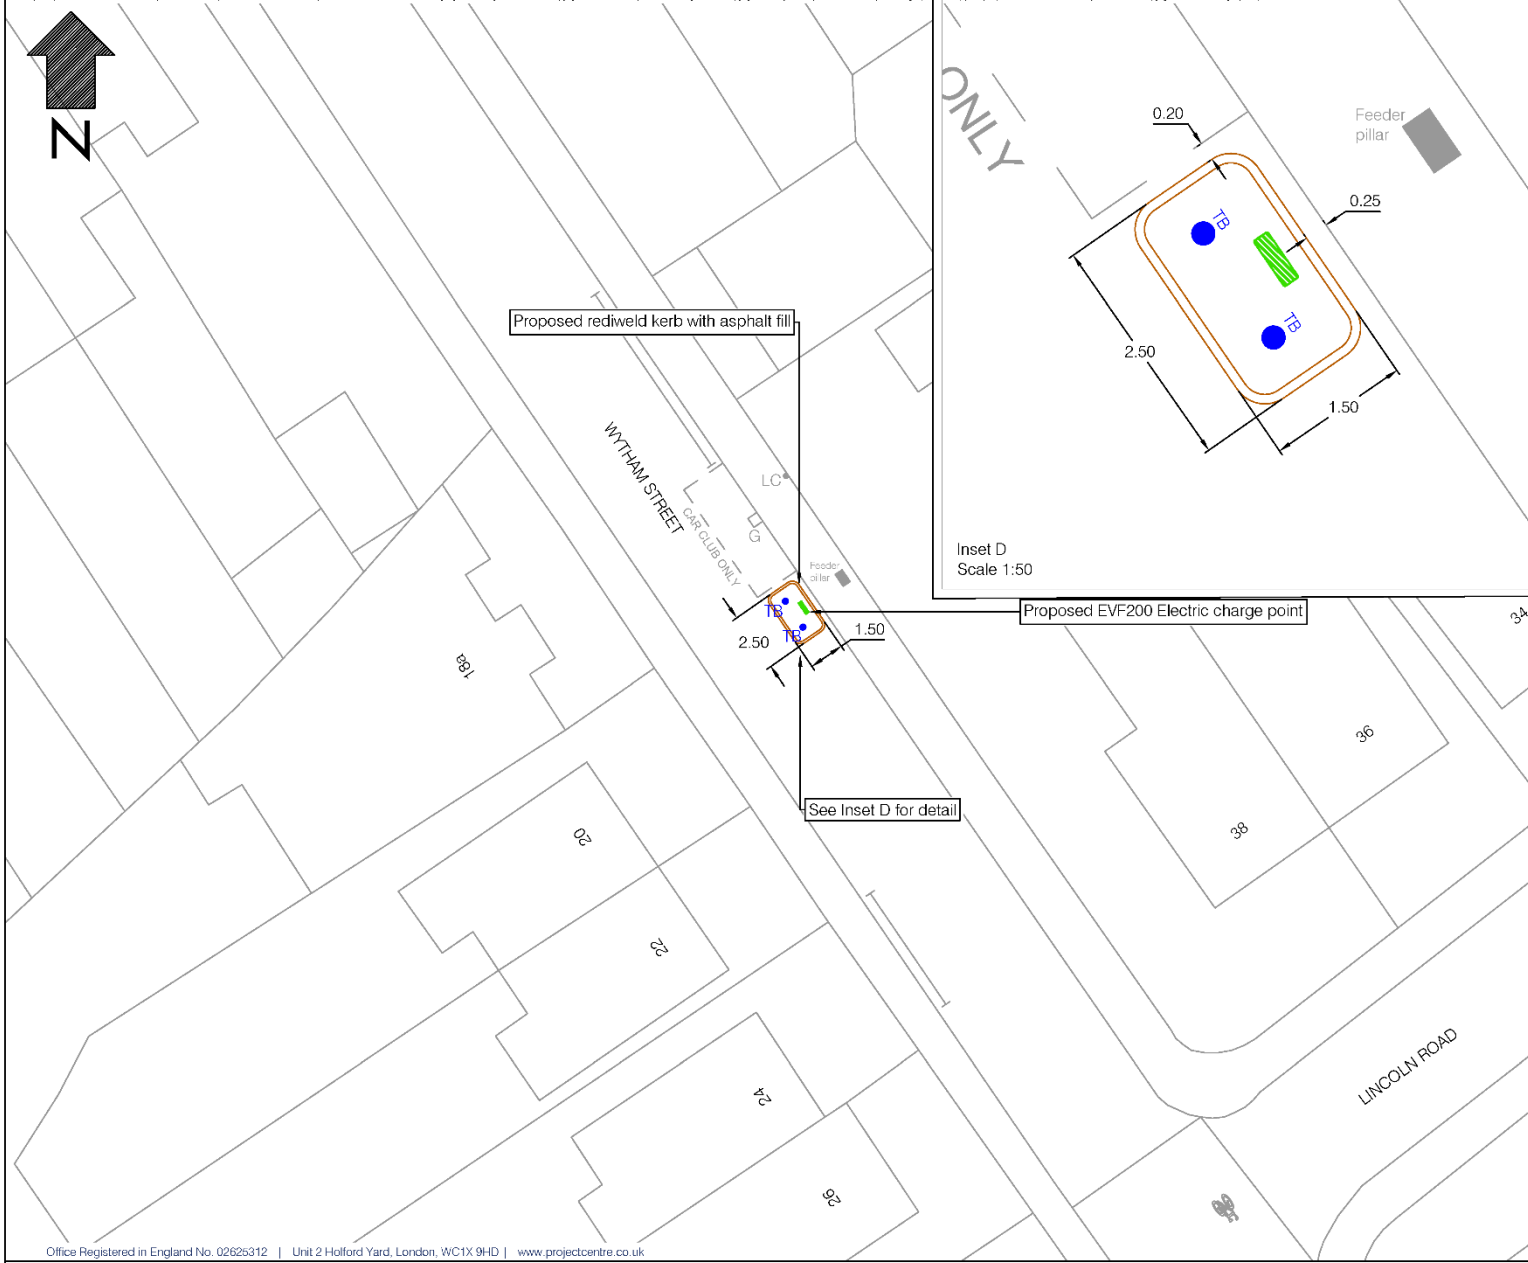 N
ONLY
0.20
Feeder
pillar
0.25
TB
TB
2.50
1.50
Inset D
Scale 1:50
Proposed rediweld kerb with asphalt fill
WYTHAM STREET
LC
CAR CLUB ONLY
G
Feeder
pillar
TB
TB
2.50
1.50
Proposed EVF200 Electric charge point
34
18a
36
See Inset D for detail
20
38
22
LINCOLN ROAD
24
26
Office Registered in England No. 02625312 | Unit 2 Holford Yard, London, WC1X 9HD | www.projectcentre.co.uk